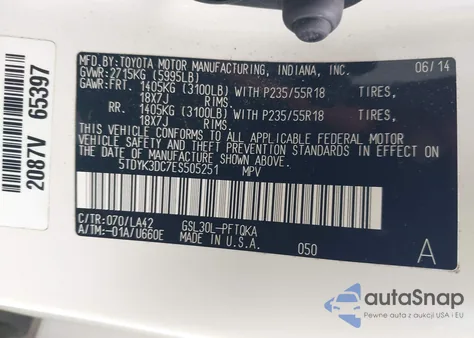 MFD.BY: TOYOTA MOTOR MANUFACTURING, INDIANA, INC. 06/14
GVWR: 2715KG (5995LB)
GAWR: FRT. 1405KG (3100LB) WITH P235/55R18 TIRES,
18X7J RIMS,
RR. 1405KG (3100LB) WITH P235/55R18 TIRES,
18X7J RIMS.
THIS VEHICLE CONFORMS TO ALL APPLICABLE FEDERAL MOTOR
VEHICLE SAFETY AND THEFT PREVENTION STANDARDS IN EFFECT
ON THE DATE OF MANUFACTURE SHOWN ABOVE.
5TDYK3DC7ES505251 MPV
C/TR: 070/LA42 GSL30L-PFTQKA
A/TM: -01A/U660E MADE IN U.S.A. 050 A
2087V 65397
autoSnap
Pewne auta z aukcji USA i EU